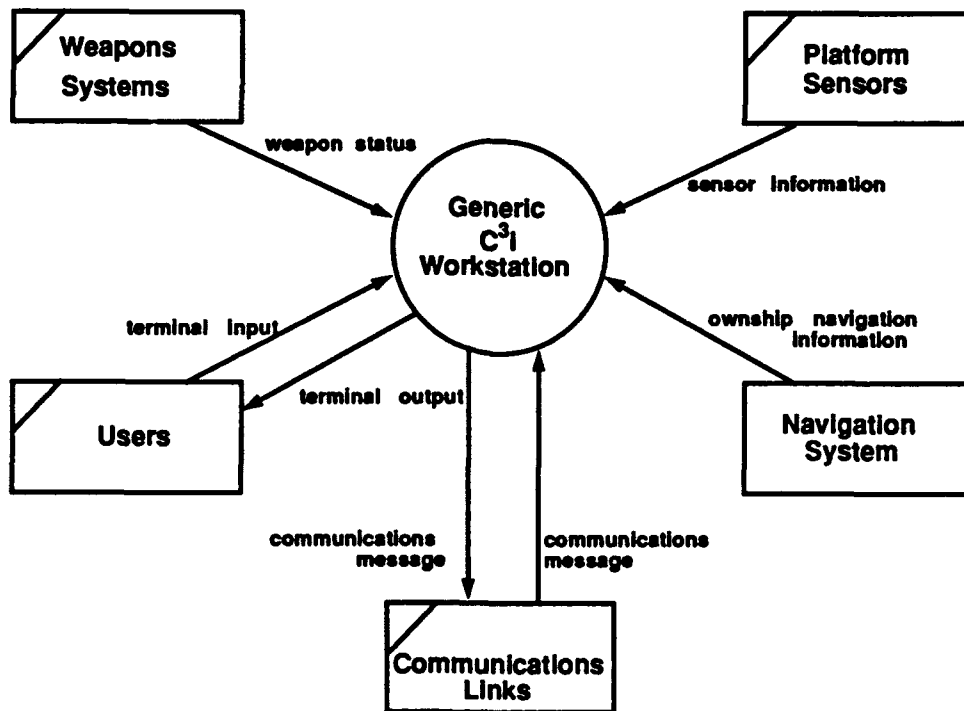 Weapons
Systems
Platform
Sensors
weapon status
sensor information
Generic
C³I
Workstation
terminal input
ownship navigation
information
Users
terminal output
Navigation
System
communications
message
communications
message
Communications
Links